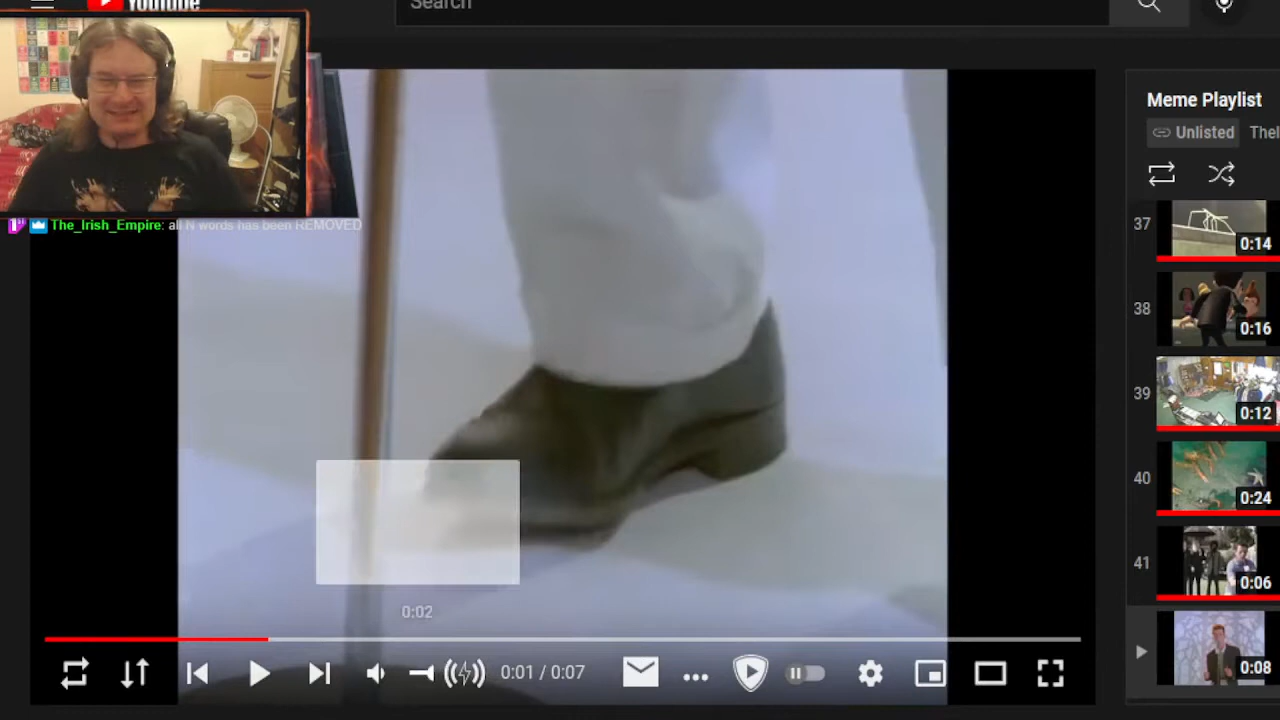 YouTube
Search
The_Irish_Empire: all N words has been REMOVED
Meme Playlist
Unlisted
Thel
37
0:14
38
0:16
39
0:12
40
0:24
41
0:06
0:08
0:02
0:01 / 0:07